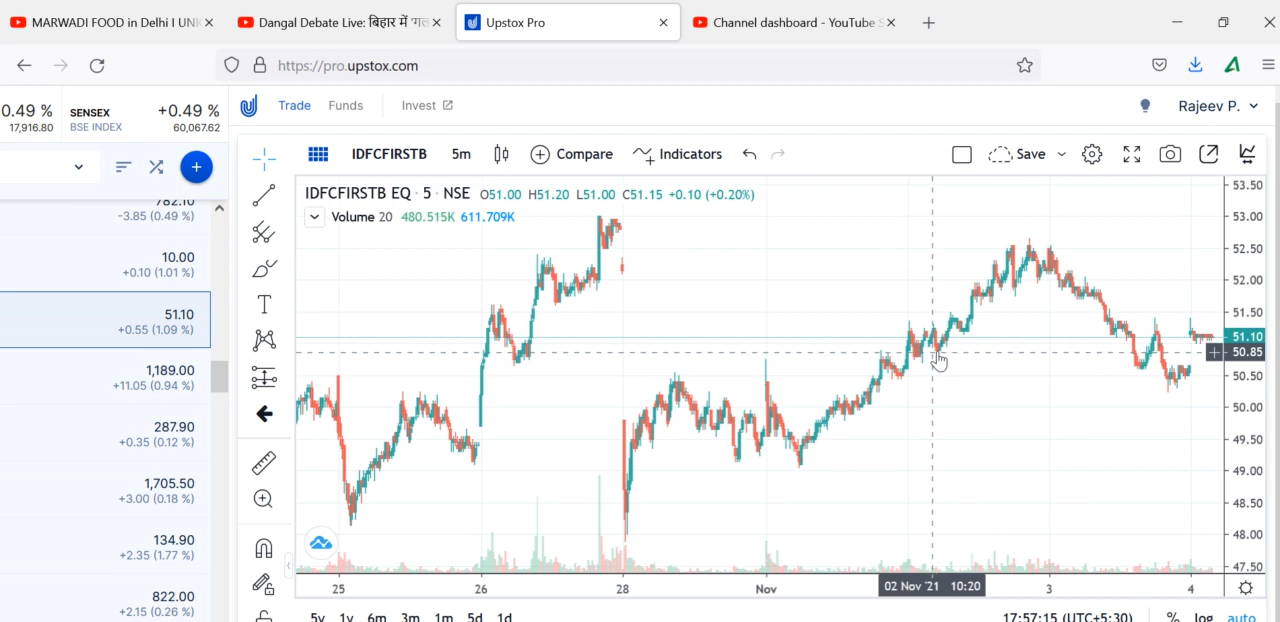 MARWADI FOOD in Delhi I UNI
Dangal Debate Live: बिहार में 'गल
Upstox Pro
Channel dashboard - YouTube S
https://pro.upstox.com
0.49 %
17,916.80
SENSEX +0.49 %
BSE INDEX 60,067.62
Trade Funds Invest
Rajeev P.
IDFCFIRSTB 5m Compare Indicators Save
IDFCFIRSTB EQ · 5 · NSE O51.00 H51.20 L51.00 C51.15 +0.10 (+0.20%)
Volume 20 480.515K 611.709K
782.10
-3.85 (0.49 %)
10.00
+0.10 (1.01 %)
51.10
+0.55 (1.09 %)
1,189.00
+11.05 (0.94 %)
287.90
+0.35 (0.12 %)
1,705.50
+3.00 (0.18 %)
134.90
+2.35 (1.77 %)
822.00
+2.15 (0.26 %)
53.50
53.00
52.50
52.00
51.50
51.10
50.85
50.50
50.00
49.50
49.00
48.50
48.00
47.50
25 26 28 Nov 02 Nov '21 10:20 3 4
5y 1y 6m 3m 1m 5d 1d 17:57:15 (UTC+5:30) % log auto